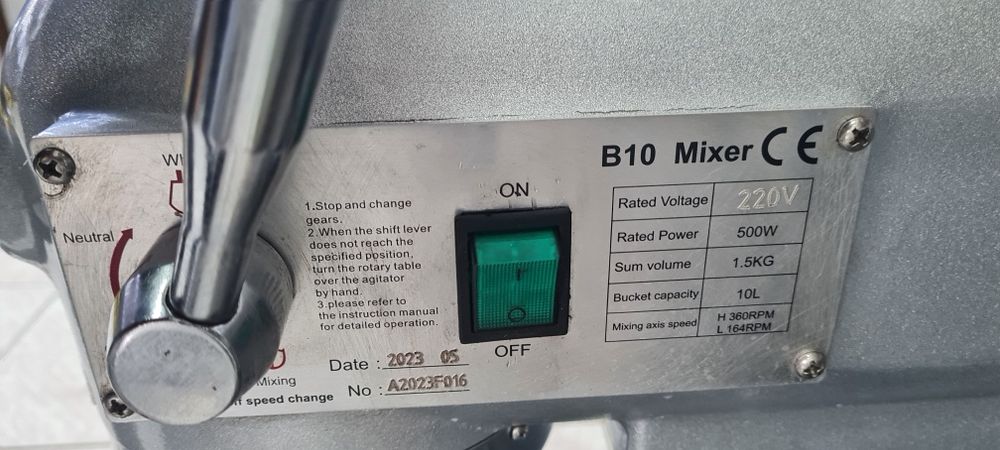 B10 Mixer CE
Rated Voltage 220V
Rated Power 500W
Sum volume 1.5KG
Bucket capacity 10L
Mixing axis speed H 360RPM
L 164RPM
ON
OFF
1.Stop and change
gears.
2.When the shift lever
does not reach the
specified position,
turn the rotary table
over the agitator
by hand.
3.please refer to
the instruction manual
for detailed operation.
Date : 2023 05
No : A2023F016
Neutral
Mixing
speed change